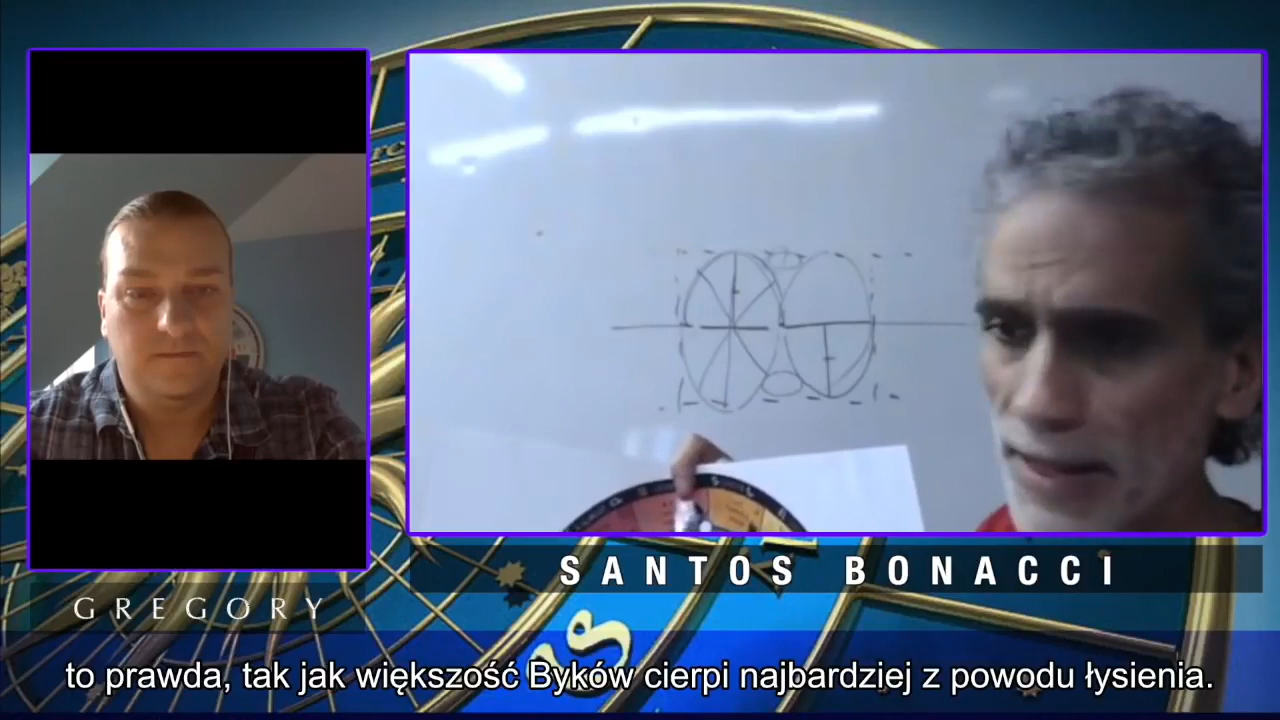 SANTOS BONACCI
GREGORY
to prawda, tak jak większość Byków cierpi najbardziej z powodu łysienia.